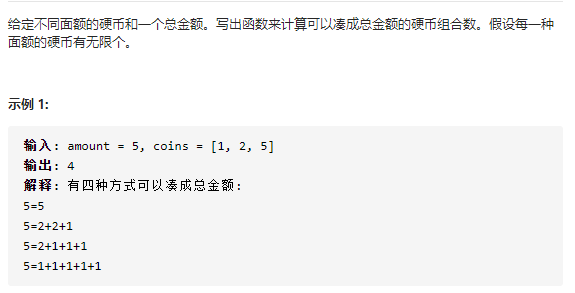 给定不同面额的硬币和一个总金额。写出函数来计算可以凑成总金额的硬币组合数。假设每一种
面额的硬币有无限个。
示例 1:
输入: amount = 5, coins = [1, 2, 5]
输出: 4
解释: 有四种方式可以凑成总金额:
5=5
5=2+2+1
5=2+1+1+1
5=1+1+1+1+1